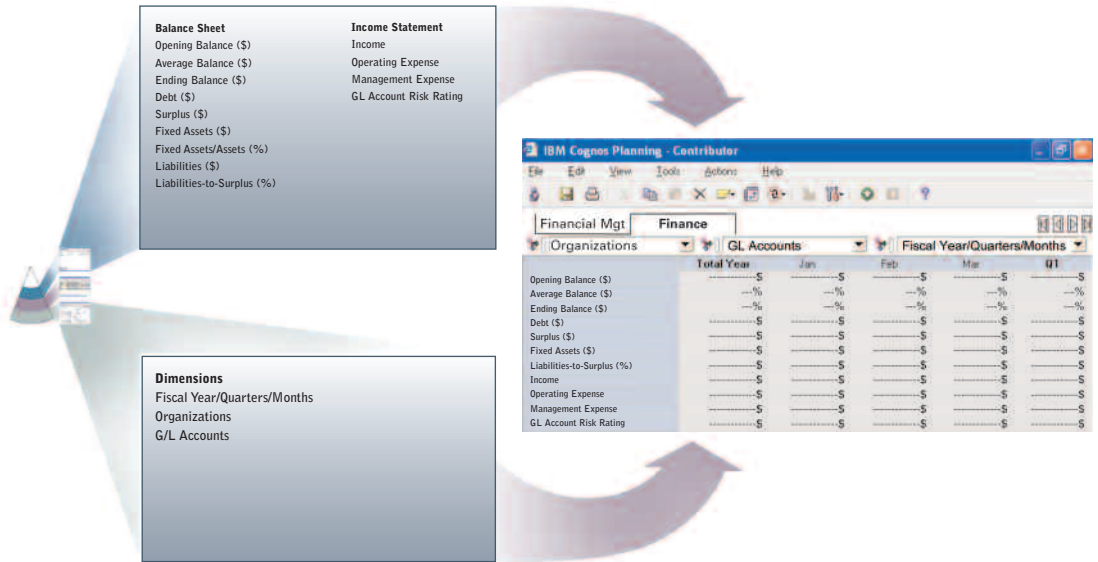 Balance Sheet
Opening Balance ($)
Average Balance ($)
Ending Balance ($)
Debt ($)
Surplus ($)
Fixed Assets ($)
Fixed Assets/Assets (%)
Liabilities ($)
Liabilities-to-Surplus (%)
Income Statement
Income
Operating Expense
Management Expense
GL Account Risk Rating
Dimensions
Fiscal Year/Quarters/Months
Organizations
G/L Accounts
IBM Cognos Planning - Contributor
File Edit View Tools Actions Help
Financial Mgt Finance
Organizations GL Accounts Fiscal Year/Quarters/Months
Total Year Jan Feb Mar Q1
Opening Balance ($) ------------$ ------------$ ------------$ ------------$ ------------$
Average Balance ($) ---% ---% ---% ---% ---%
Ending Balance ($) ---% ---% ---% ---% ---%
Debt ($) ------------$ ------------$ ------------$ ------------$ ------------$
Surplus ($) ------------$ ------------$ ------------$ ------------$ ------------$
Fixed Assets ($) ------------$ ------------$ ------------$ ------------$ ------------$
Liabilities-to-Surplus (%) ------------$ ------------$ ------------$ ------------$ ------------$
Income ------------$ ------------$ ------------$ ------------$ ------------$
Operating Expense ------------$ ------------$ ------------$ ------------$ ------------$
Management Expense ------------$ ------------$ ------------$ ------------$ ------------$
GL Account Risk Rating ------------$ ------------$ ------------$ ------------$ ------------$